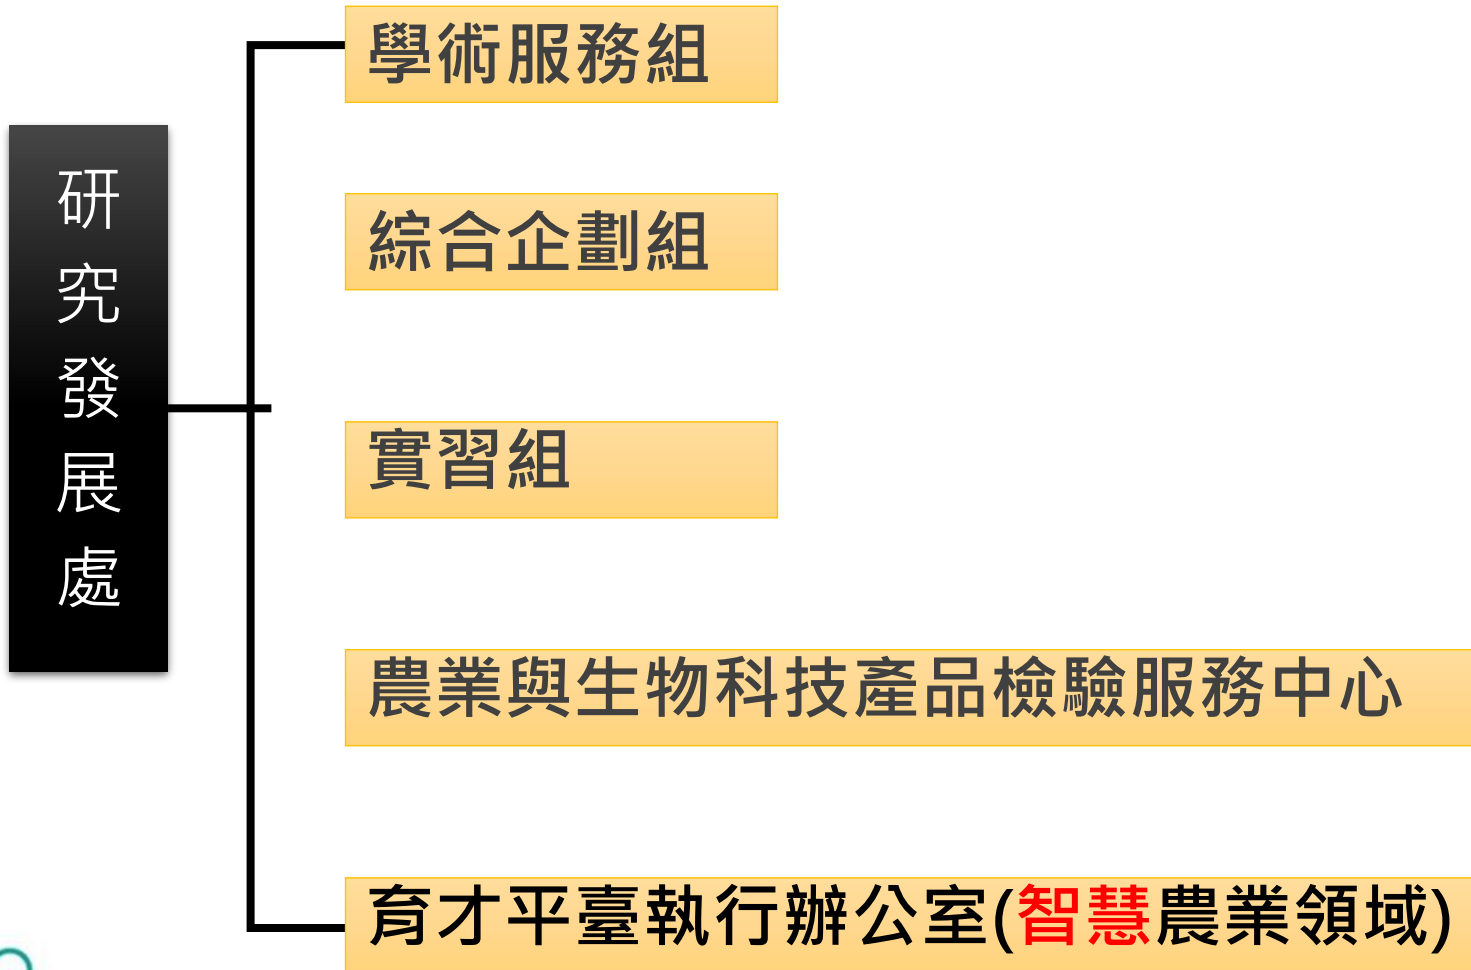 學術服務組
研究發展處
綜合企劃組
實習組
農業與生物科技產品檢驗服務中心
育才平臺執行辦公室(智慧農業領域)